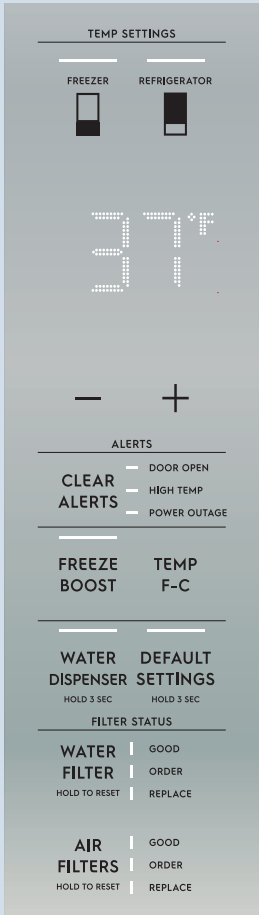 TEMP SETTINGS
FREEZER REFRIGERATOR
37°F
− +
ALERTS
CLEAR ALERTS
DOOR OPEN
HIGH TEMP
POWER OUTAGE
FREEZE BOOST
TEMP F-C
WATER DISPENSER
HOLD 3 SEC
DEFAULT SETTINGS
HOLD 3 SEC
FILTER STATUS
WATER FILTER
HOLD TO RESET
GOOD
ORDER
REPLACE
AIR FILTERS
HOLD TO RESET
GOOD
ORDER
REPLACE